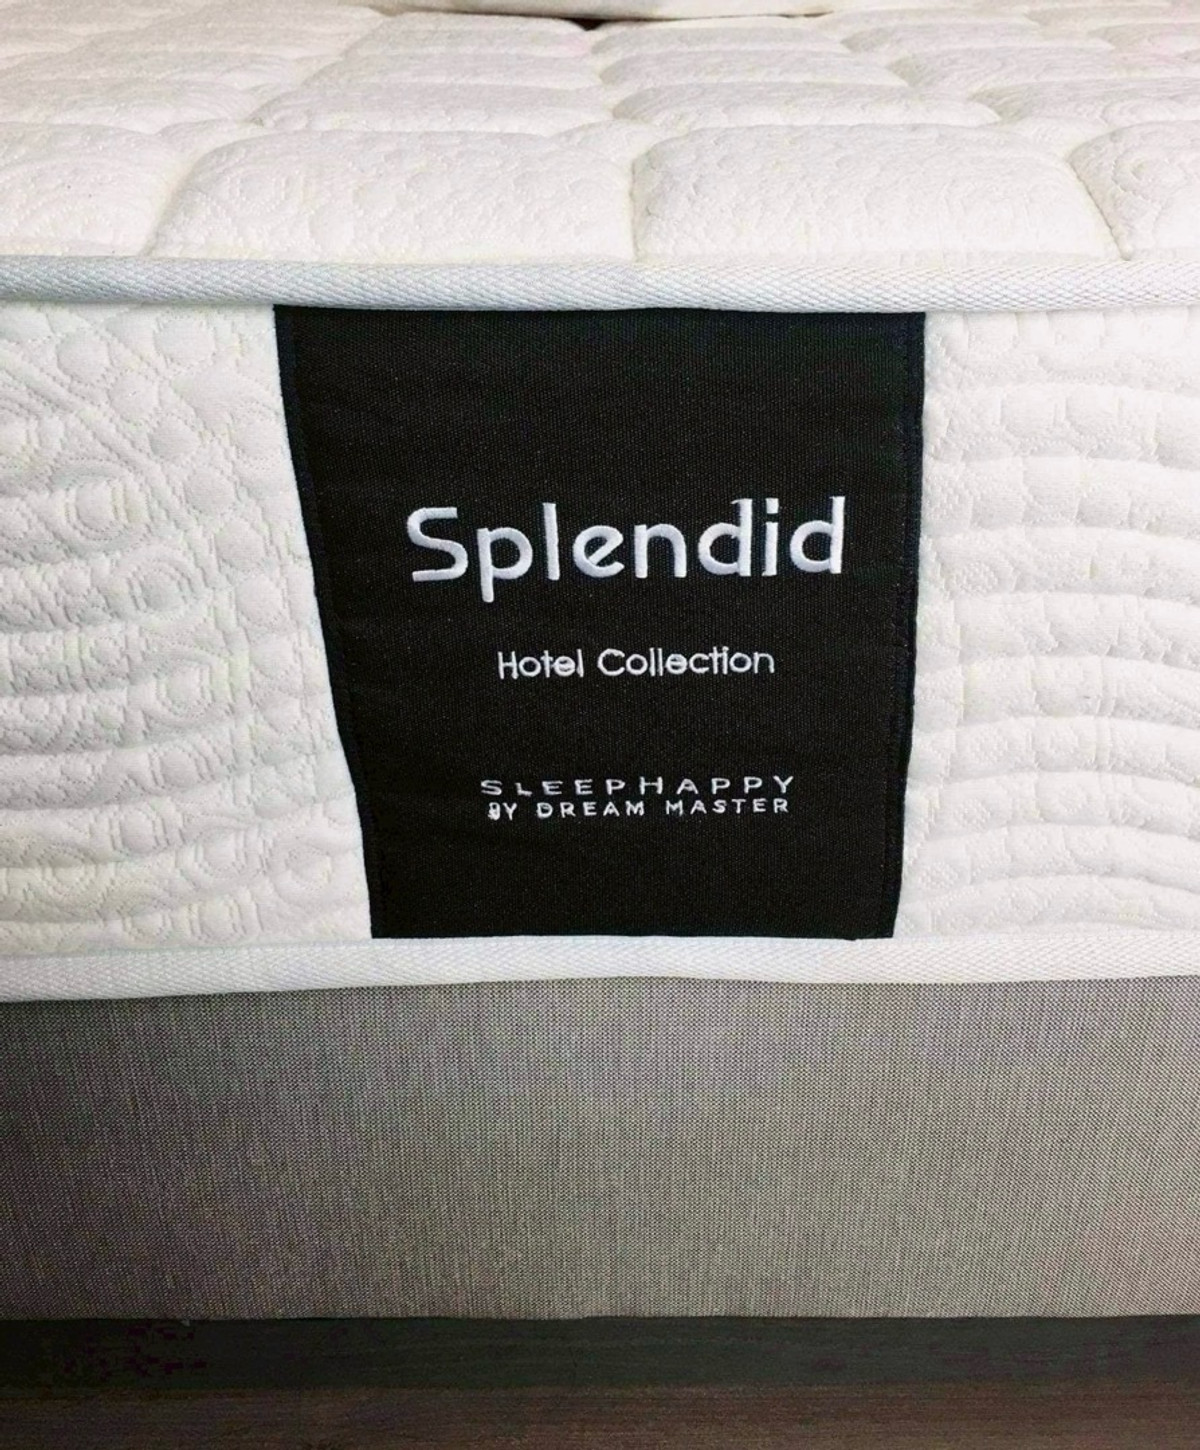 Splendid
Hotel Collection
SLEEPHAPPY
BY DREAM MASTER